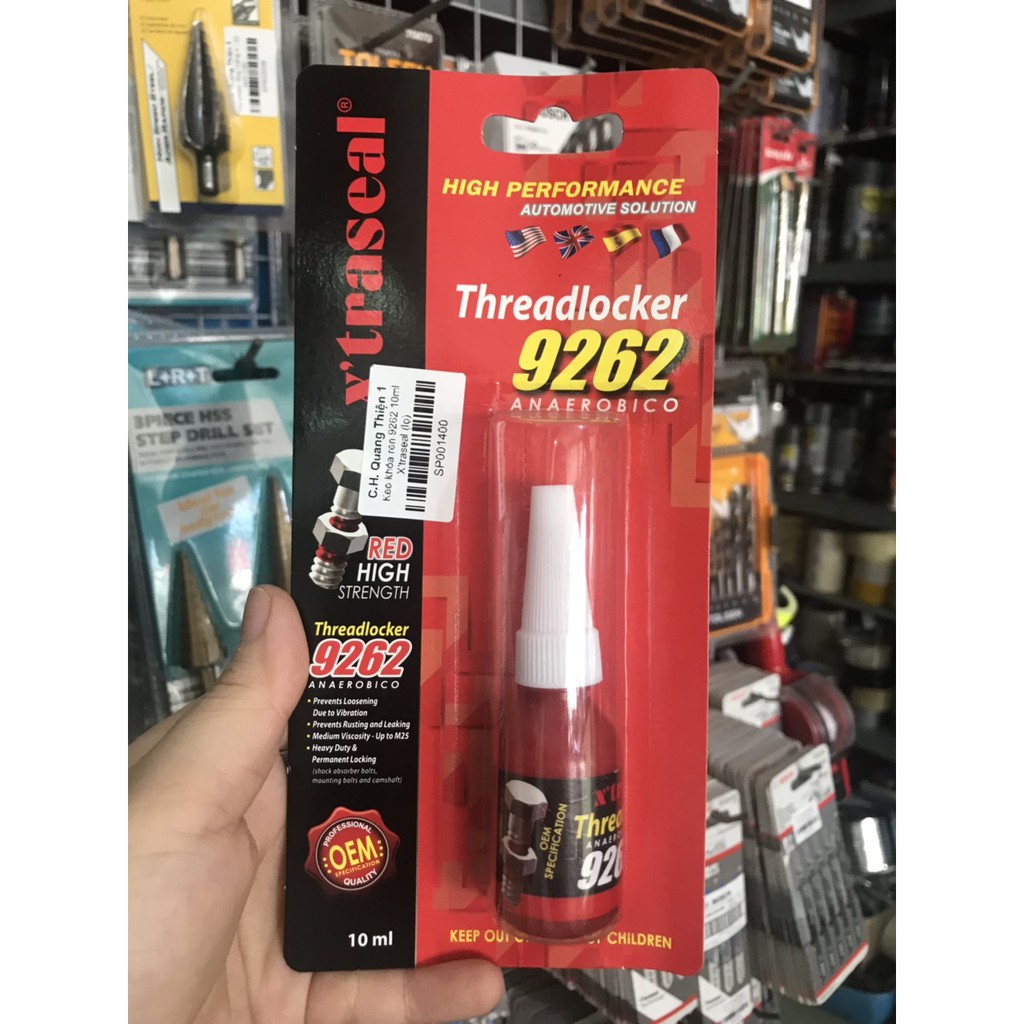 x'traseal®
HIGH PERFORMANCE
AUTOMOTIVE SOLUTION
Threadlocker
9262
ANAEROBICO
C.H. Quang Thiện 1
Keo khóa ren 9262 10ml
X'traseal (lọ)
SP001400
RED
HIGH
STRENGTH
Threadlocker
9262
ANAEROBICO
• Prevents Loosening
Due to Vibration
• Prevents Rusting and Leaking
• Medium Viscosity - Up to M25
• Heavy Duty &
Permanent Locking
(shock absorber bolts,
mounting bolts and camshaft)
PROFESSIONAL
OEM
SPECIFICATION
QUALITY
10 ml
OEM
SPECIFICATION
x't
Threa
ANAEROB
926
KEEP OUT O
CHILDREN
L+R+T
3PIECE HSS
STEP DRILL SET